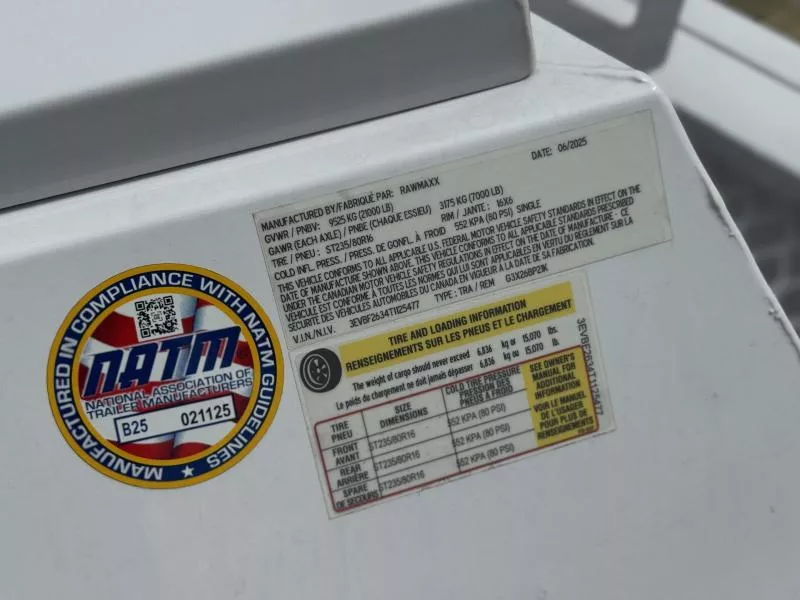 MANUFACTURED BY/FABRIQUÉ PAR: RAWMAXX DATE: 06/2025
GVWR / PNBV: 9525 KG (21000 LB)
GAWR (EACH AXLE) / PNBE (CHAQUE ESSIEU) 3175 KG (7000 LB)
TIRE / PNEU : ST235/80R16 RIM / JANTE : 16X6
COLD INFL. PRESS. / PRESS. DE GONFL. À FROID 552 KPA (80 PSI) SINGLE
THIS VEHICLE CONFORMS TO ALL APPLICABLE U.S. FEDERAL MOTOR VEHICLE SAFETY STANDARDS IN EFFECT ON THE
DATE OF MANUFACTURE SHOWN ABOVE. THIS VEHICLE CONFORMS TO ALL APPLICABLE STANDARDS PRESCRIBED
UNDER THE CANADIAN MOTOR VEHICLE SAFETY REGULATIONS IN EFFECT ON THE DATE OF MANUFACTURE - CE
VÉHICULE EST CONFORME À TOUTES LES NORMES QUI LUI SONT APPLICABLES EN VERTU DU RÈGLEMENT SUR LA
SÉCURITÉ DES VÉHICULES AUTOMOBILES DU CANADA EN VIGUEUR À LA DATE DE SA FABRICATION.
V.I.N./N.I.V. 3EVBF2634T1125477 TYPE: TRA / REM G3X26BP21K
TIRE AND LOADING INFORMATION
RENSEIGNEMENTS SUR LES PNEUS ET LE CHARGEMENT
The weight of cargo should never exceed 6,836 kg or 15,070 lbs.
Le poids du chargement ne doit jamais dépasser 6,836 kg ou 15,070 lb.
TIRE
PNEU
SIZE
DIMENSIONS
COLD TIRE PRESSURE
PRESSION DES
PNEUS À FROID
FRONT
AVANT
ST235/80R16
552 KPA (80 PSI)
REAR
ARRIÈRE
ST235/80R16
552 KPA (80 PSI)
SPARE
DE SECOURS
ST235/80R16
552 KPA (80 PSI)
SEE OWNER'S
MANUAL FOR
ADDITIONAL
INFORMATION
VOIR LE MANUEL
DE L'USAGER
POUR PLUS DE
RENSEIGNEMENTS
3EVBF2634T1125477
MANUFACTURED IN COMPLIANCE WITH NATM GUIDELINES
NATM
NATIONAL ASSOCIATION OF
TRAILER MANUFACTURERS
B25 021125